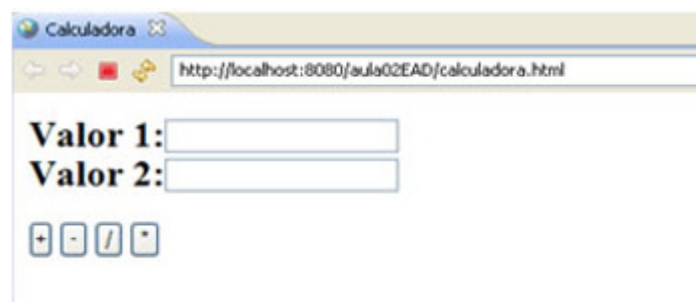 Calculadora
http://localhost:8080/aula02EAD/calculadora.html
Valor 1:
Valor 2:
+ - / *